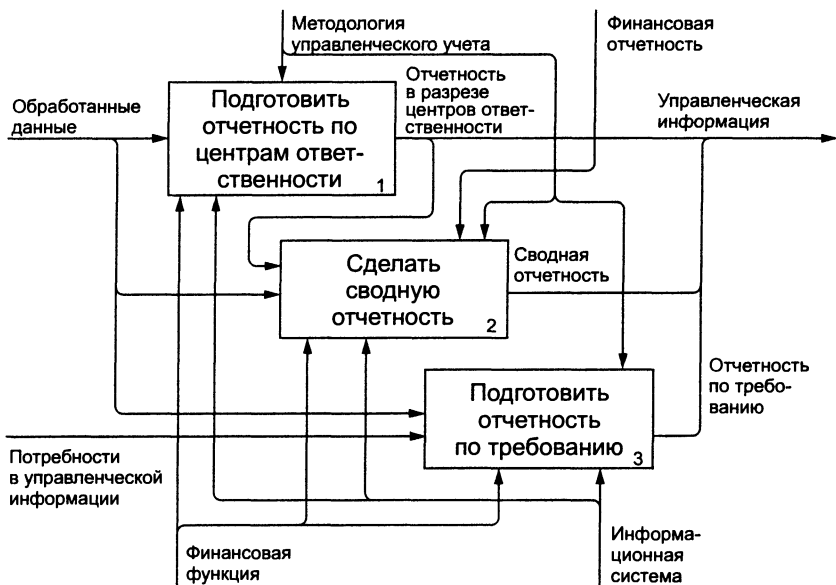 Методология
управленческого учета
Финансовая
отчетность
Обработанные
данные
Подготовить
отчетность по
центрам ответ-
ственности
1
Отчетность
в разрезе
центров ответ-
ственности
Управленческая
информация
Сделать
сводную
отчетность
2
Сводная
отчетность
Подготовить
отчетность
по требованию
3
Отчетность
по требо-
ванию
Потребности
в управленческой
информации
Финансовая
функция
Информа-
ционная
система